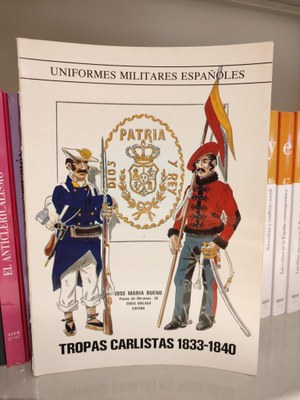 UNIFORMES MILITARES ESPAÑOLES
DIOS
PATRIA
Y REY
JOSE MARIA BUENO
ESPAÑA
TROPAS CARLISTAS 1833-1840
EL ANTICLERICALISMO